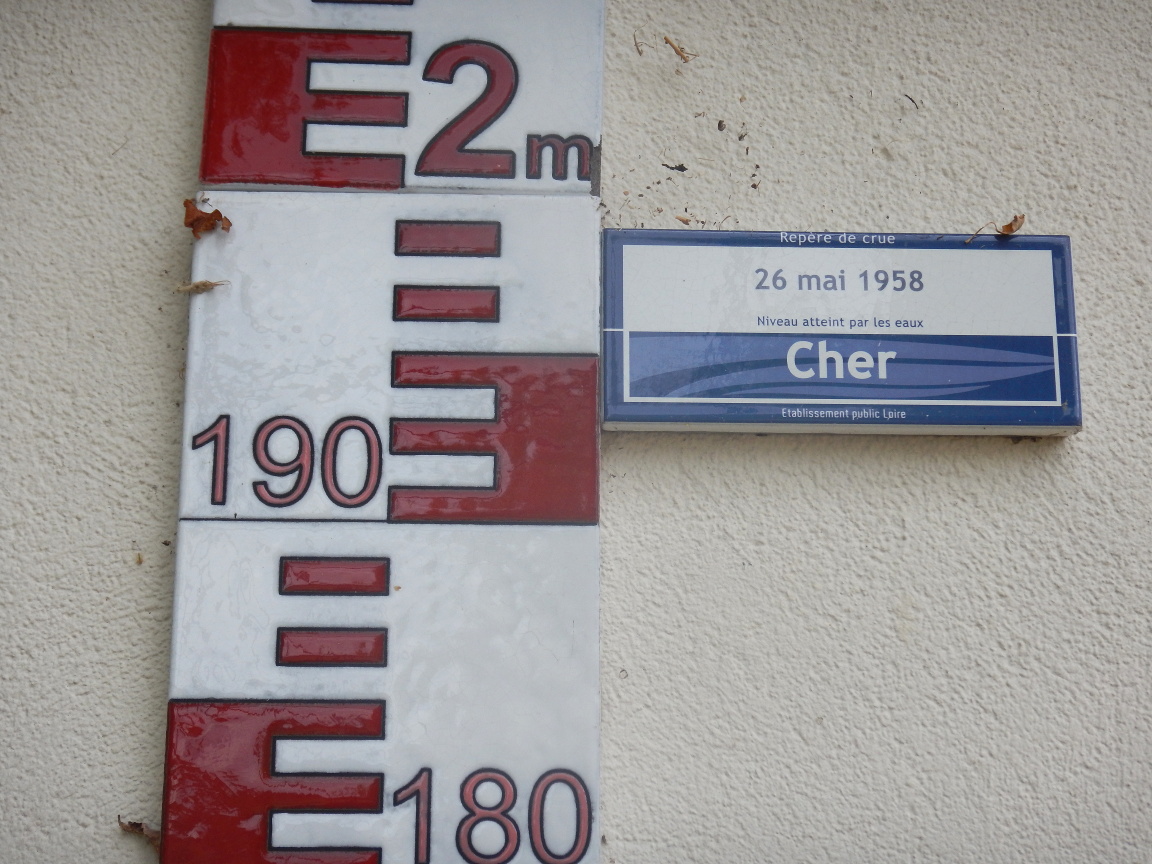 2m
Repère de crue
26 mai 1958
Niveau atteint par les eaux
Cher
Etablissement public Loire
190
180